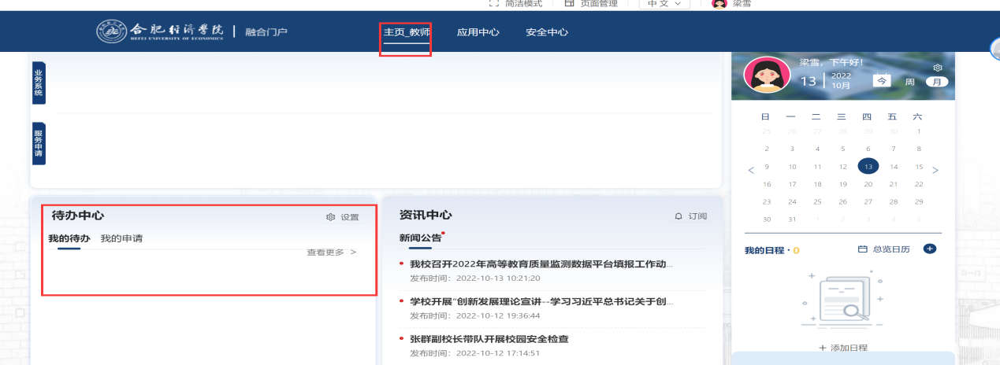 简洁模式 页面管理 中文 梁雪
合肥经济学院 融合门户 主页_教师 应用中心 安全中心
HEFEI UNIVERSITY OF ECONOMICS
业务系统
服务申请
梁雪，下午好!
13 2022 10月 今 周 月
日 一 二 三 四 五 六
25 26 27 28 29 30 1
2 3 4 5 6 7 8
< 9 10 11 12 13 14 15 >
16 17 18 19 20 21 22
23 24 25 26 27 28 29
30 31 1 2 3 4 5
我的日程·0 总览日历
添加日程
待办中心 设置
我的待办 我的申请
查看更多 >
资讯中心 订阅
新闻公告
我校召开2022年高等教育质量监测数据平台填报工作动...
发布时间：2022-10-13 10:21:20
学校开展“创新发展理论宣讲--学习习近平总书记关于创...
发布时间：2022-10-12 19:36:44
张群副校长带队开展校园安全检查
发布时间：2022-10-12 17:14:51